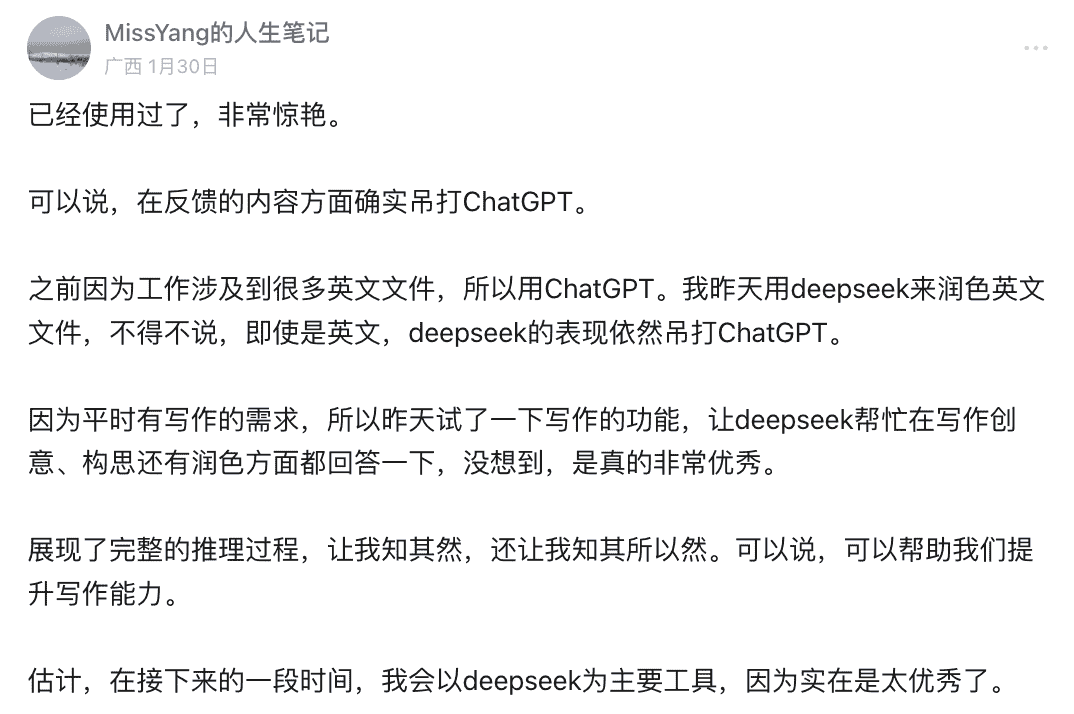 MissYang的人生笔记
广西 1月30日
已经使用过了，非常惊艳。
可以说，在反馈的内容方面确实吊打ChatGPT。
之前因为工作涉及到很多英文文件，所以用ChatGPT。我昨天用deepseek来润色英文
文件，不得不说，即使是英文，deepseek的表现依然吊打ChatGPT。
因为平时有写作的需求，所以昨天试了一下写作的功能，让deepseek帮忙在写作创
意、构思还有润色方面都回答一下，没想到，是真的非常优秀。
展现了完整的推理过程，让我知其然，还让我知其所以然。可以说，可以帮助我们提
升写作能力。
估计，在接下来的一段时间，我会以deepseek为主要工具，因为实在是太优秀了。